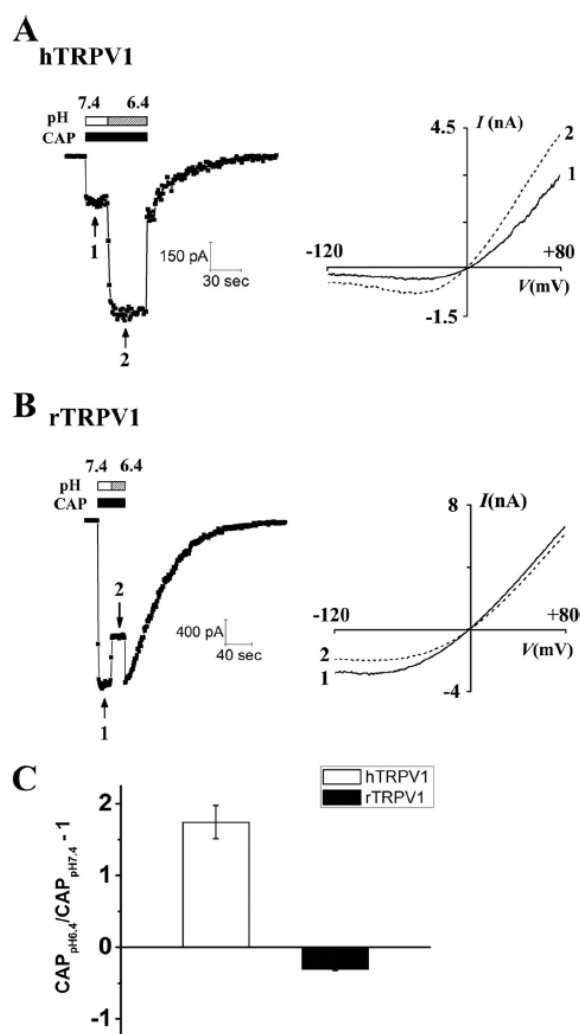 A
hTRPV1
7.4 6.4
pH
CAP
1
2
150 pA
30 sec
4.5 I (nA)
2
1
-120 +80
V(mV)
-1.5
B
rTRPV1
7.4 6.4
pH
CAP
2
1
400 pA
40 sec
8 I(nA)
-120 +800
V(mV)
2
1
-4
C
hTRPV1
rTRPV1
CAPpH6.4/CAPpH7.4 - 1
2
1
0
-1